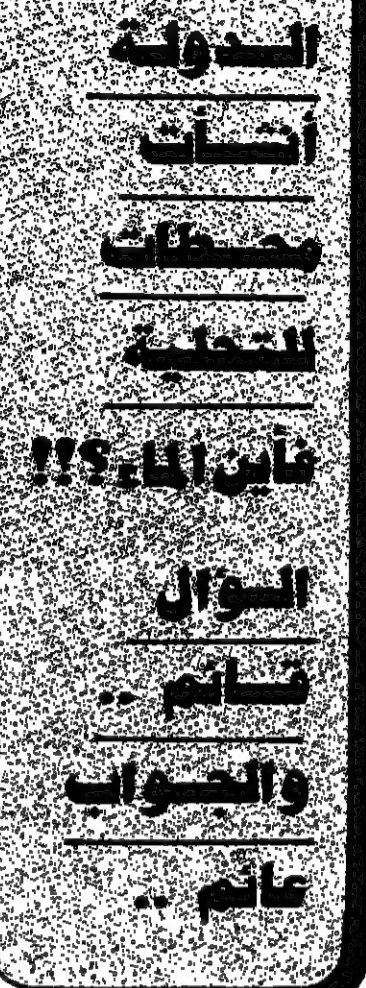 الدولة
أنشأت
محطات
للتحلية
فأين الماء ؟!!
السؤال
قائم ..
والجواب
عائم ..